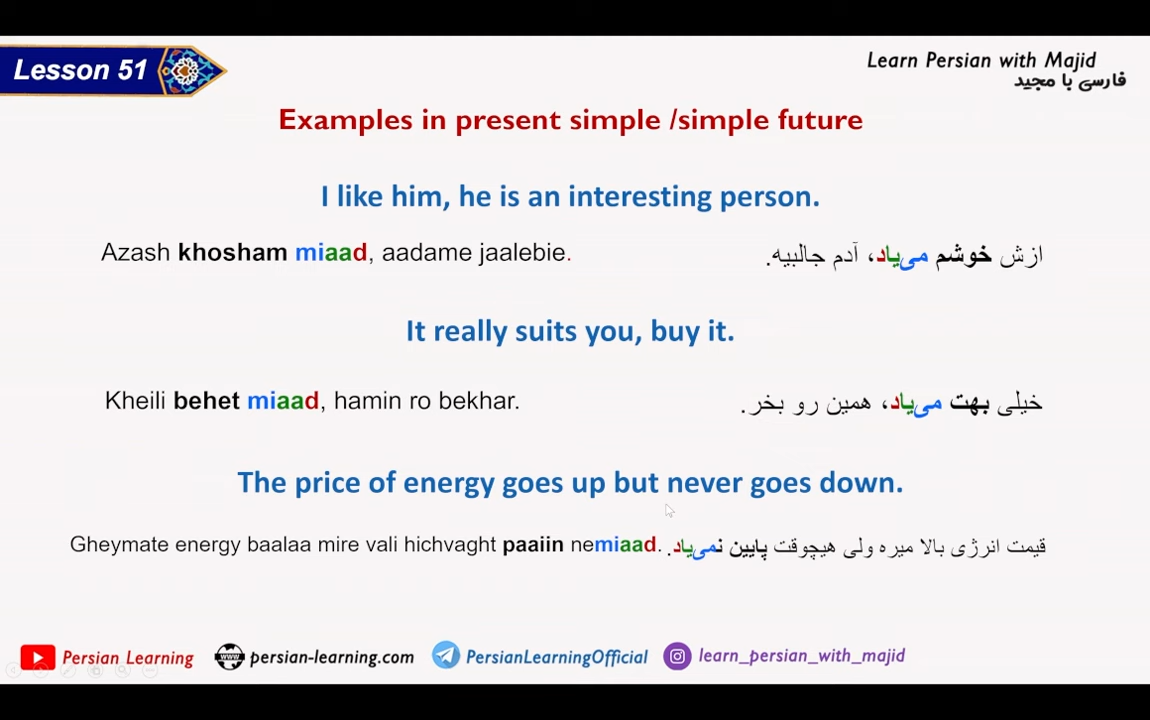 Lesson 51
Learn Persian with Majid
فارسی با مجید
Examples in present simple /simple future
I like him, he is an interesting person.
Azash khosham miaad, aadame jaalebie.
ازش خوشم می‌یاد، آدم جالبیه.
It really suits you, buy it.
Kheili behet miaad, hamin ro bekhar.
خیلی بهت می‌یاد، همین رو بخر.
The price of energy goes up but never goes down.
Gheymate energy baalaa mire vali hichvaght paaiin nemiaad.
قیمت انرژی بالا میره ولی هیچوقت پایین نمی‌یاد.
Persian Learning
www
persian-learning.com
PersianLearningOfficial
learn_persian_with_majid